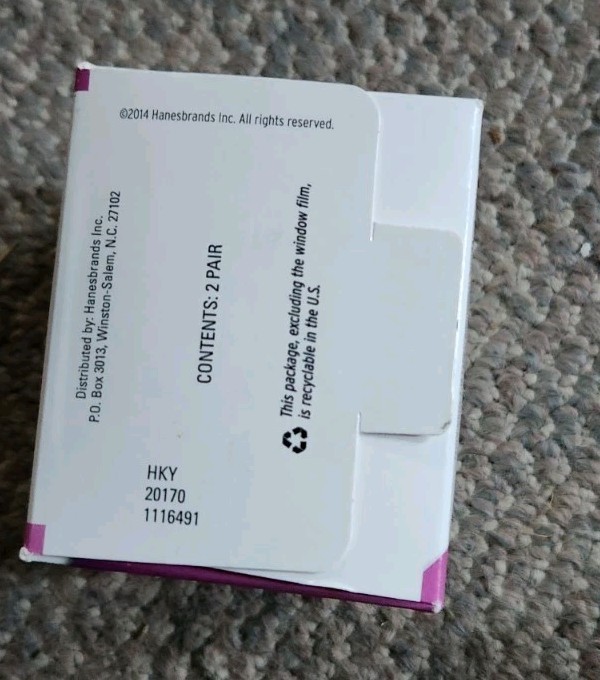 ©2014 Hanesbrands Inc. All rights reserved.
Distributed by: Hanesbrands Inc.
P.O. Box 3013, Winston-Salem, N.C. 27102
CONTENTS: 2 PAIR
This package, excluding the window film,
is recyclable in the U.S.
HKY
20170
1116491